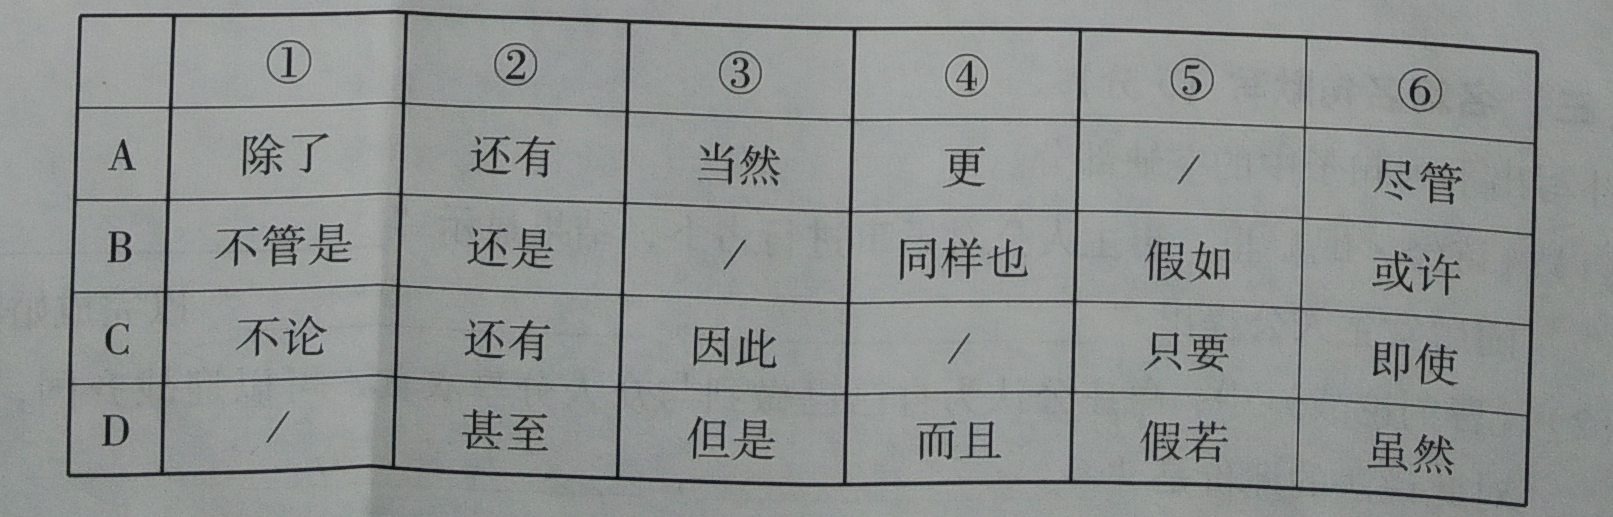 ① ② ③ ④ ⑤ ⑥
A 除了 还有 当然 更 / 尽管
B 不管是 还是 / 同样也 假如 或许
C 不论 还有 因此 / 只要 即使
D / 甚至 但是 而且 假若 虽然